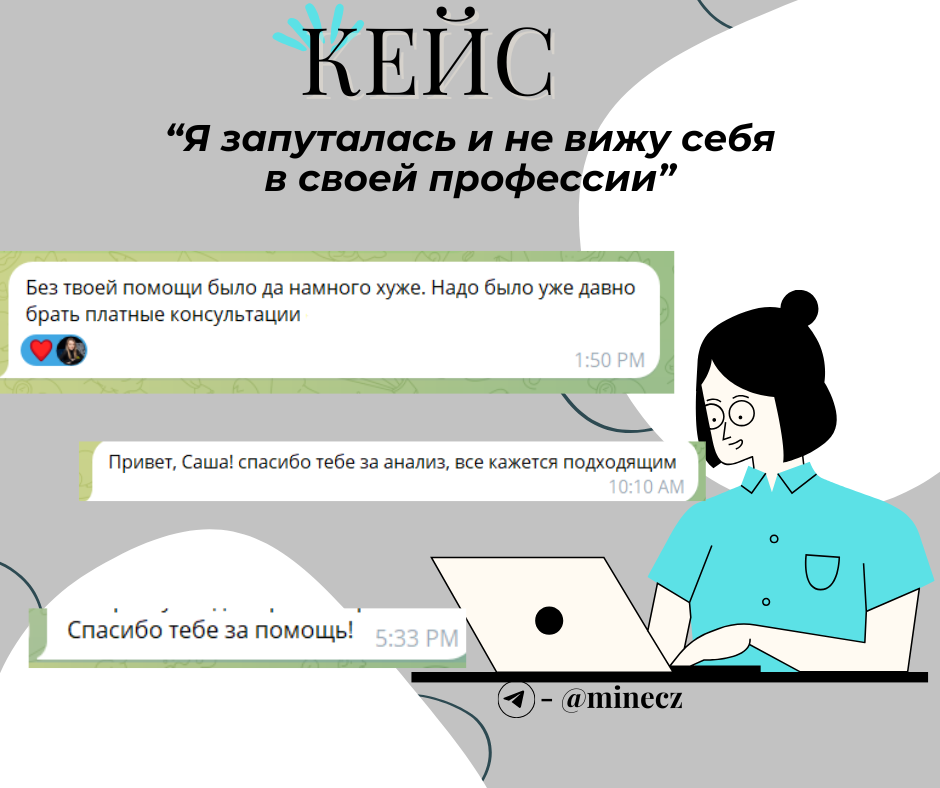 КЕЙС
“Я запуталась и не вижу себя
в своей профессии”
Без твоей помощи было да намного хуже. Надо было уже давно
брать платные консультации
1:50 PM
Привет, Саша! спасибо тебе за анализ, все кажется подходящим
10:10 AM
Спасибо тебе за помощь!
5:33 PM
- @minecz